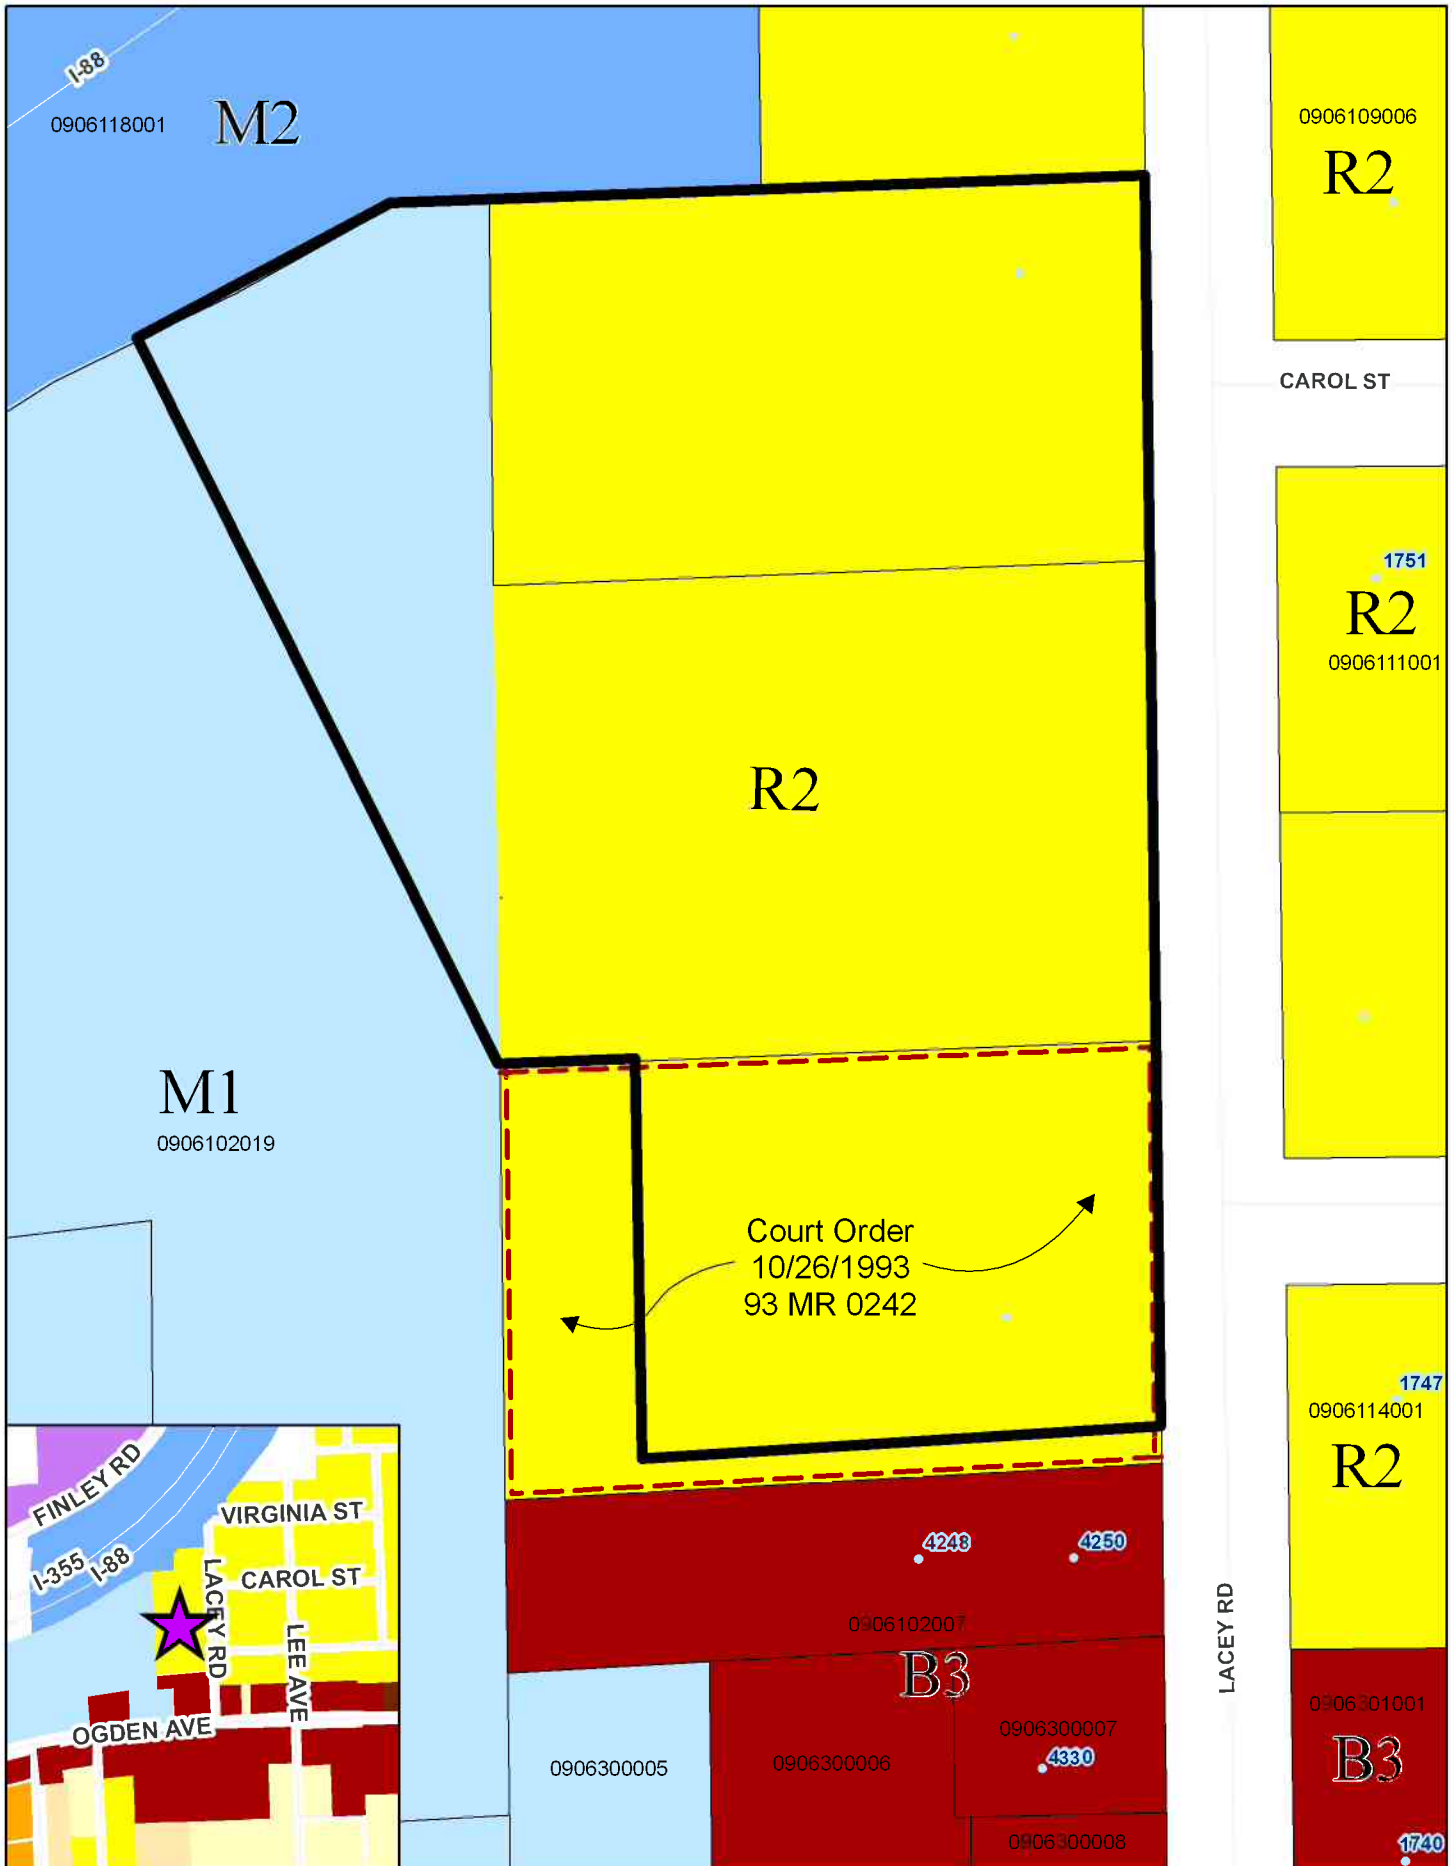 I-88
0906118001
M2
0906109006
R2
CAROL ST
1751
R2
0906111001
R2
M1
0906102019
Court Order
10/26/1993
93 MR 0242
1747
0906114001
R2
4248
4250
0906102007
B3
LACEY RD
0906300007
4330
0906300005
0906300006
0906300008
0906301001
B3
1740
FINLEY RD
VIRGINIA ST
I-355
I-88
CAROL ST
LACEY RD
LEE AVE
OGDEN AVE